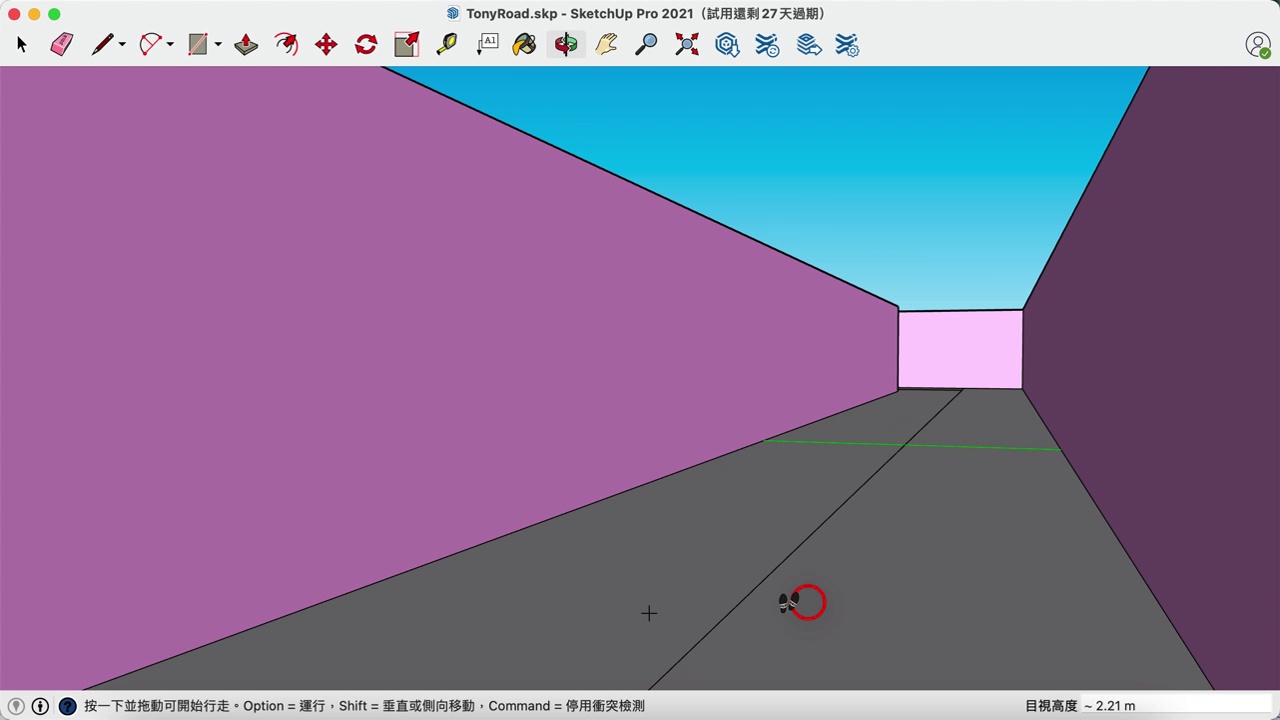 TonyRoad.skp - SketchUp Pro 2021（試用還剩 27 天過期）
A1
按一下並拖動可開始行走。Option = 運行，Shift = 垂直或側向移動，Command = 停用衝突檢測
目視高度 ~ 2.21 m